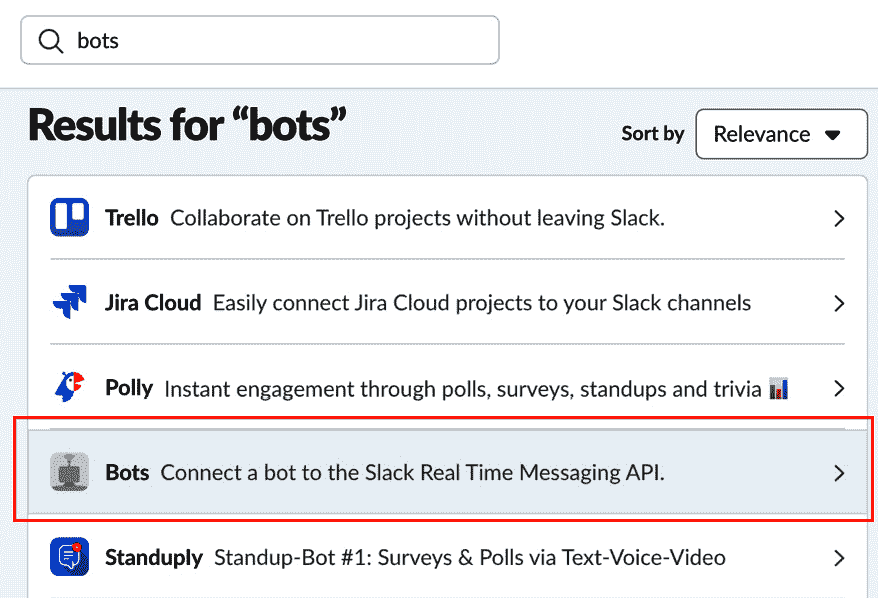 bots
Results for “bots”
Sort by Relevance
Trello Collaborate on Trello projects without leaving Slack.
Jira Cloud Easily connect Jira Cloud projects to your Slack channels
Polly Instant engagement through polls, surveys, standups and trivia 📊
Bots Connect a bot to the Slack Real Time Messaging API.
Standuply Standup-Bot #1: Surveys & Polls via Text-Voice-Video